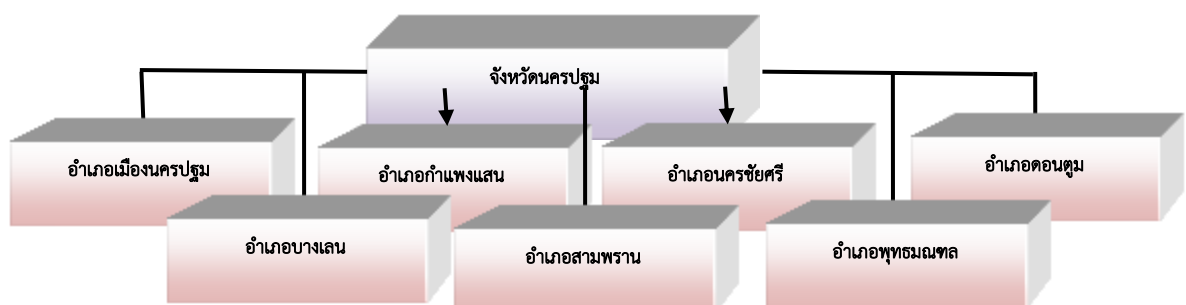 จังหวัดนครปฐม
อำเภอเมืองนครปฐม
อำเภอกำแพงแสน
อำเภอนครชัยศรี
อำเภอดอนตูม
อำเภอบางเลน
อำเภอสามพราน
อำเภอพุทธมณฑล